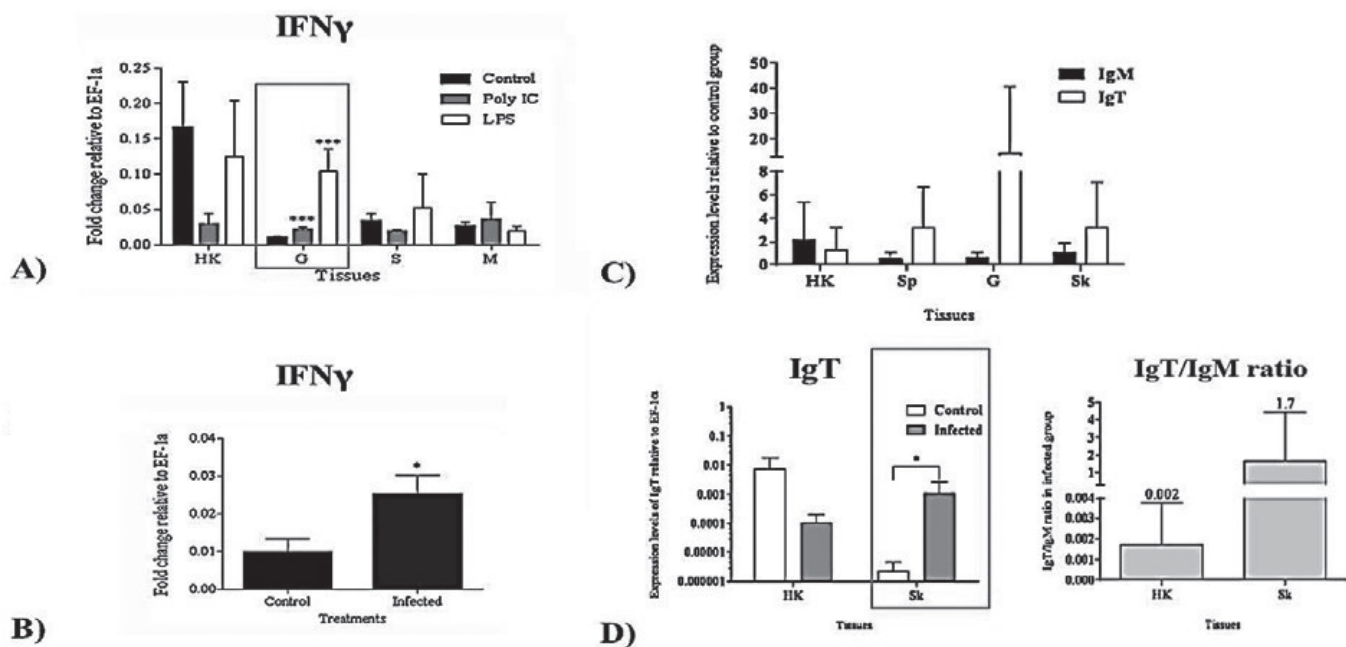 IFNγ
Fold change relative to EF-1a
0.25
0.20
0.15
0.10
0.05
0.00
Control
Poly IC
LPS
***
***
HK
G
S
M
Tissues
A)
Expression levels relative to control group
50
40
30
20
8
6
4
2
0
IgM
IgT
HK
Sp
G
Sk
Tissues
C)
IFNγ
Fold change relative to EF-1a
0.04
0.03
0.02
0.01
0.00
*
Control
Infected
Treatments
B)
IgT
Expression levels of IgT relative to EF-1α
1
0.1
0.01
0.001
0.0001
0.00001
0.000001
Control
Infected
*
HK
Sk
Tissues
D)
IgT/IgM ratio
IgT/IgM ratio in infected group
5
4
3
2
1
0.004
0.003
0.002
0.001
0.000
0.002
1.7
HK
Sk
Tissues